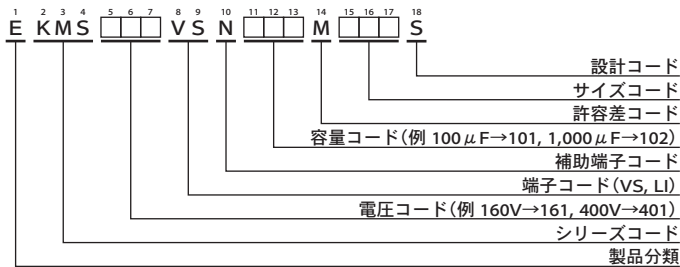 1 2 3 4 5 6 7 8 9 10 11 12 13 14 15 16 17 18
E KMS □□□ VS N □□□ M □□□ S
設計コード
サイズコード
許容差コード
容量コード(例 100μF→101, 1,000μF→102)
補助端子コード
端子コード(VS, LI)
電圧コード(例 160V→161, 400V→401)
シリーズコード
製品分類